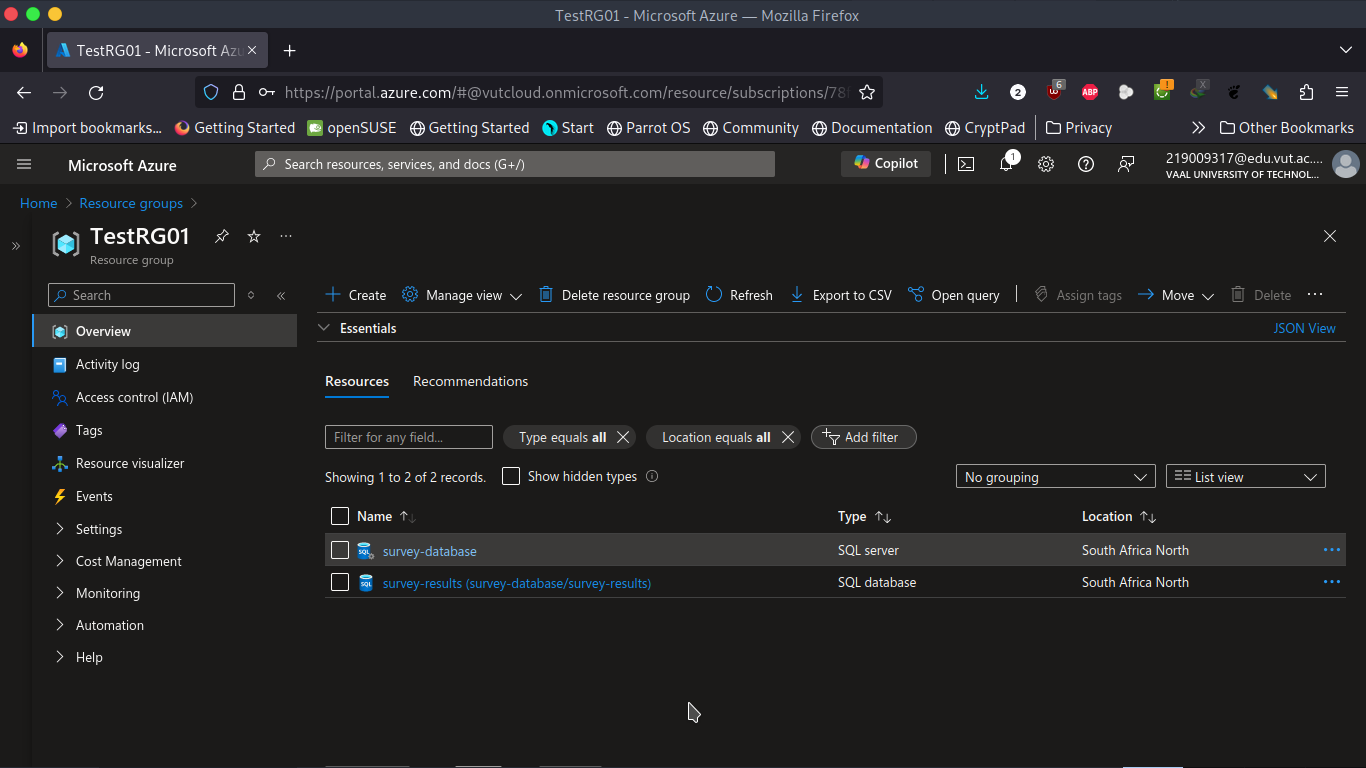 TestRG01 - Microsoft Azure — Mozilla Firefox
TestRG01 - Microsoft Azu
https://portal.azure.com/#@vutcloud.onmicrosoft.com/resource/subscriptions/78
2
6
ABP
!
X
Import bookmarks... Getting Started openSUSE Getting Started Start Parrot OS Community Documentation CryptPad Privacy Other Bookmarks
Microsoft Azure
Search resources, services, and docs (G+/)
Copilot
1
219009317@edu.vut.ac....
VAAL UNIVERSITY OF TECHNOL...
Home > Resource groups >
TestRG01
Resource group
Search
Create Manage view Delete resource group Refresh Export to CSV Open query Assign tags Move Delete
Essentials
JSON View
Overview
Activity log
Access control (IAM)
Tags
Resource visualizer
Events
Settings
Cost Management
Monitoring
Automation
Help
Resources Recommendations
Filter for any field...
Type equals all
Location equals all
Add filter
Showing 1 to 2 of 2 records.
Show hidden types
No grouping
List view
Name Type Location
survey-database SQL server South Africa North
survey-results (survey-database/survey-results) SQL database South Africa North